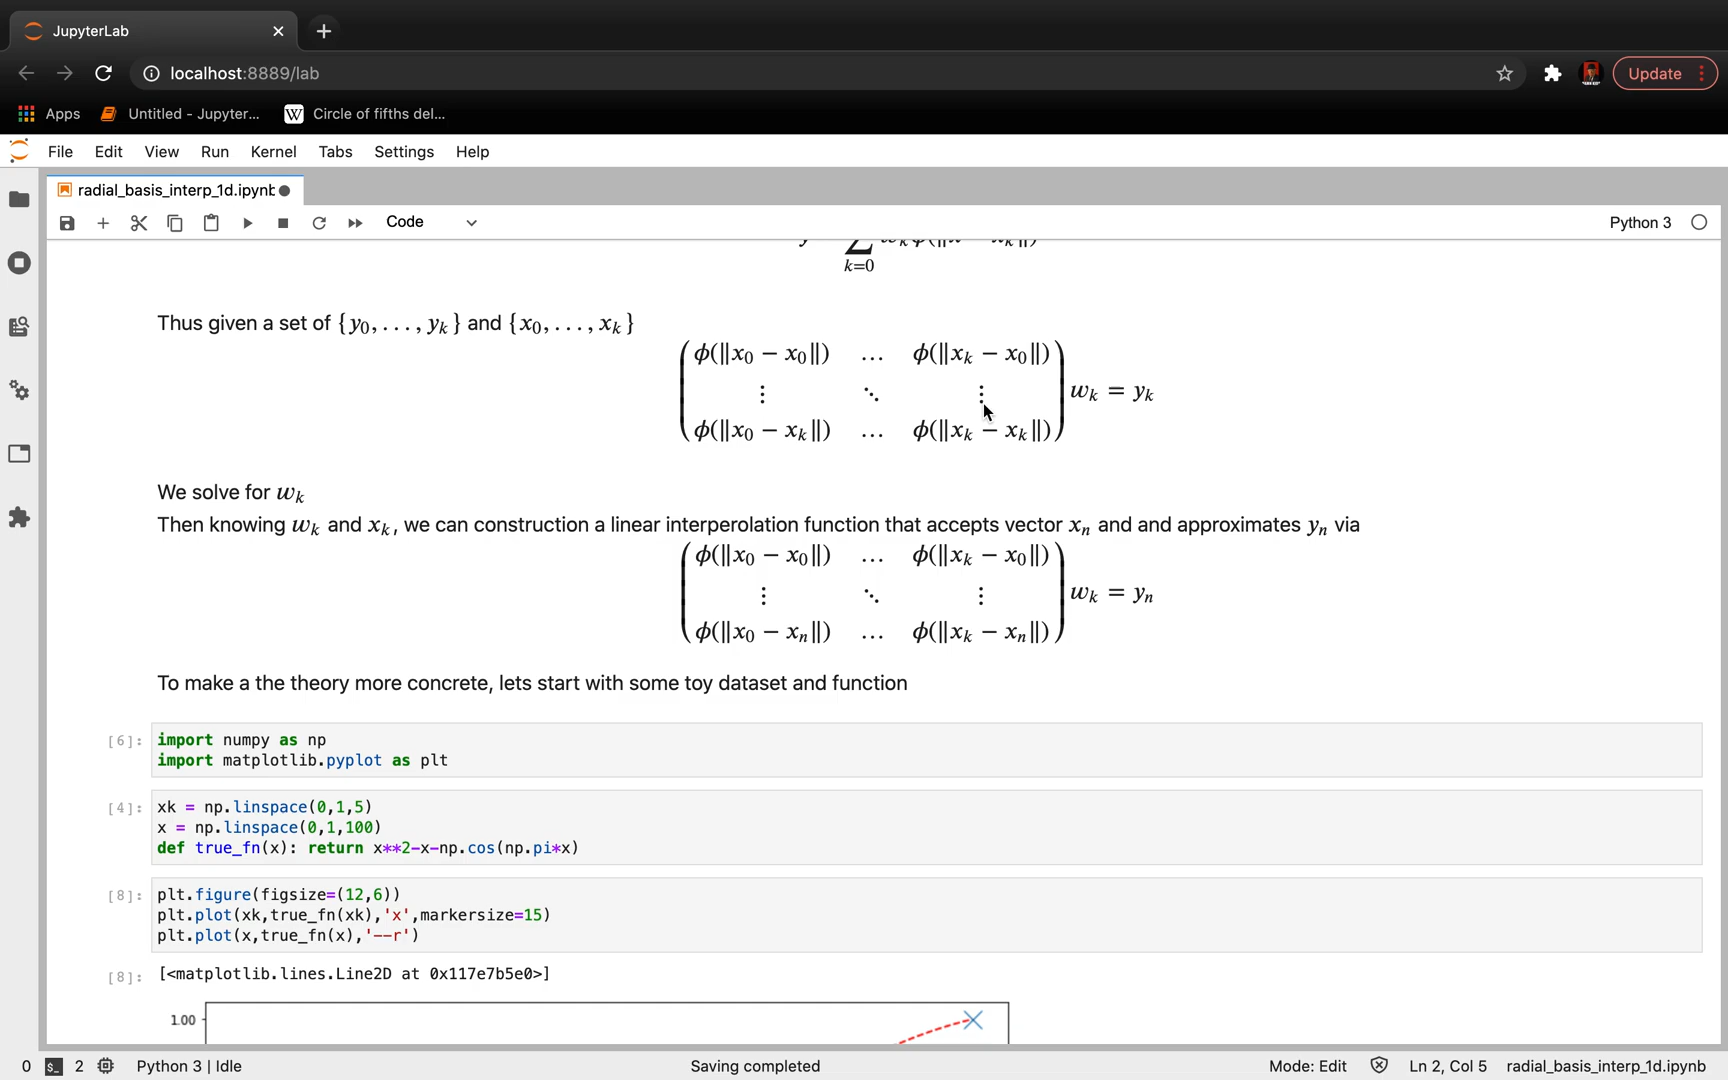 JupyterLab
localhost:8889/lab
Update
Apps
Untitled - Jupyter...
W Circle of fifths del...
File Edit View Run Kernel Tabs Settings Help
radial_basis_interp_1d.ipynb
Code
Python 3
k=0
Thus given a set of {y₀, . . . , yₖ} and {x₀, . . . , xₖ}
ϕ(‖x₀ − x₀‖) … ϕ(‖xₖ − x₀‖)
⋮ ⋱ ⋮ wₖ = yₖ
ϕ(‖x₀ − xₖ‖) … ϕ(‖xₖ − xₖ‖)
We solve for wₖ
Then knowing wₖ and xₖ, we can construction a linear interperolation function that accepts vector xₙ and and approximates yₙ via
ϕ(‖x₀ − x₀‖) … ϕ(‖xₖ − x₀‖)
⋮ ⋱ ⋮ wₖ = yₙ
ϕ(‖x₀ − xₙ‖) … ϕ(‖xₖ − xₙ‖)
To make a the theory more concrete, lets start with some toy dataset and function
[6]: import numpy as np
import matplotlib.pyplot as plt
[4]: xk = np.linspace(0,1,5)
x = np.linspace(0,1,100)
def true_fn(x): return x**2-x-np.cos(np.pi*x)
[8]: plt.figure(figsize=(12,6))
plt.plot(xk,true_fn(xk),'x',markersize=15)
plt.plot(x,true_fn(x),'--r')
[8]: [<matplotlib.lines.Line2D at 0x117e7b5e0>]
1.00
0 $_ 2 Python 3 | Idle Saving completed Mode: Edit Ln 2, Col 5 radial_basis_interp_1d.ipynb